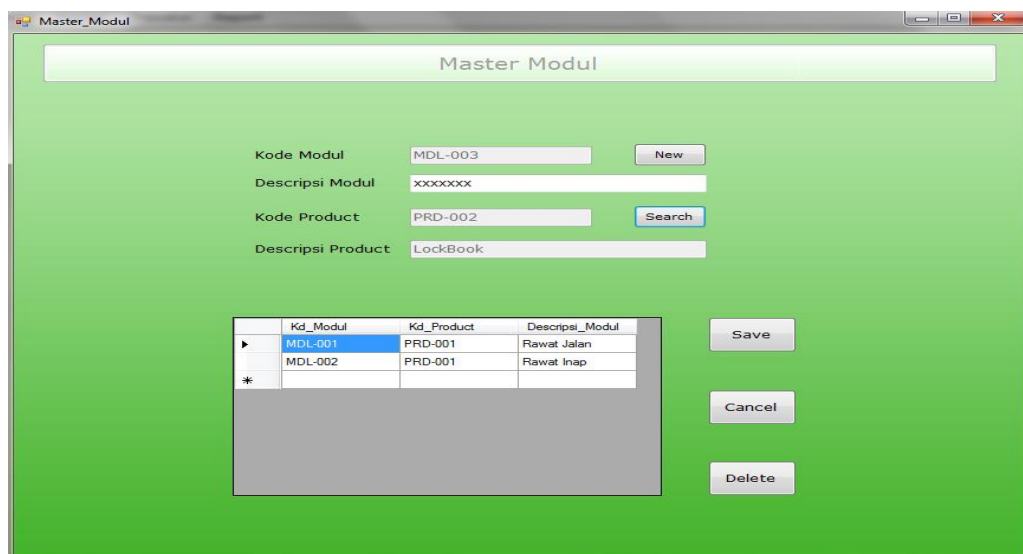 Master_Modul
Master Modul
Kode Modul MDL-003 New
Descripsi Modul xxxxxxx
Kode Product PRD-002 Search
Descripsi Product LockBook
Kd_Modul Kd_Product Descripsi_Modul
MDL-001 PRD-001 Rawat Jalan
MDL-002 PRD-001 Rawat Inap
Save
Cancel
Delete